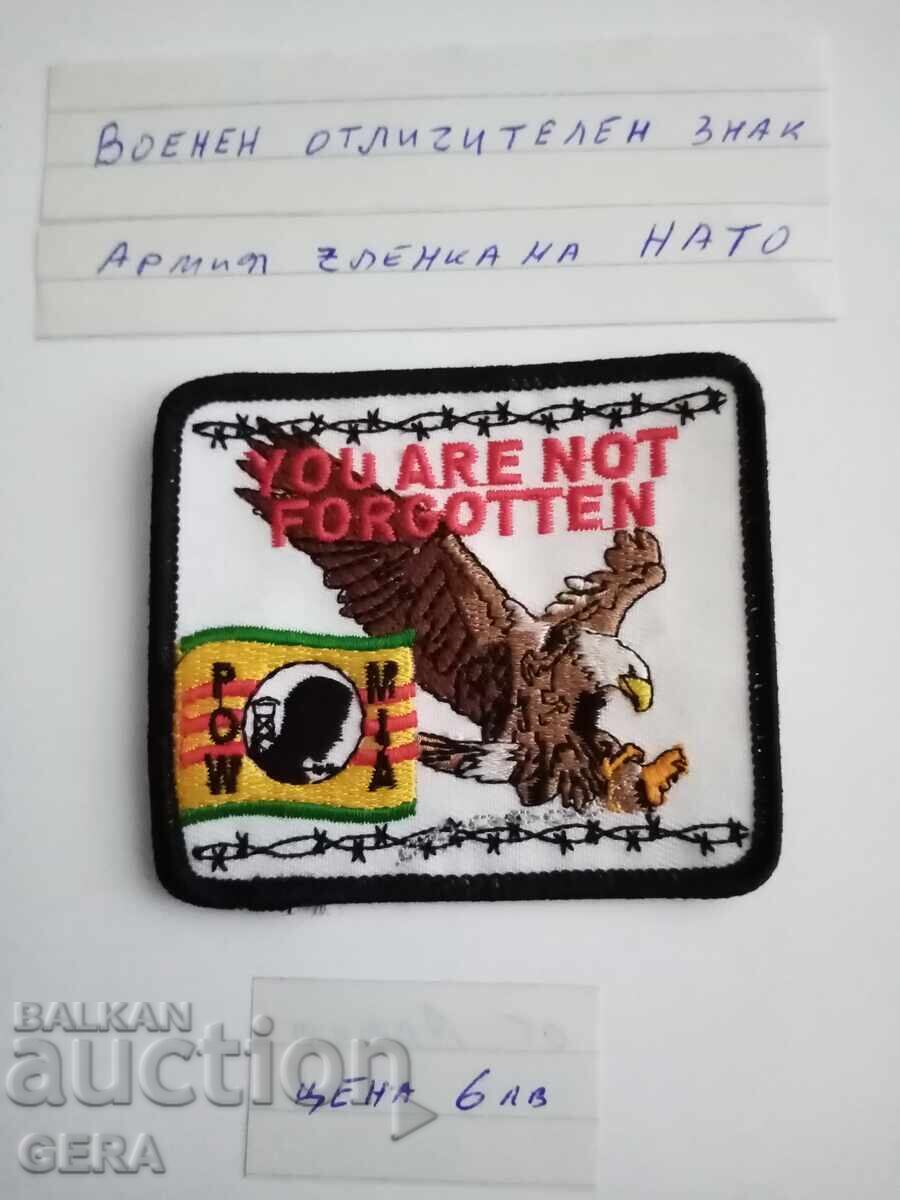 Военен отличителен знак
Армия членка на НАТО
YOU ARE NOT
FORGOTTEN
POW
MIA
цена 6 лв
BALKAN
auction
GERA